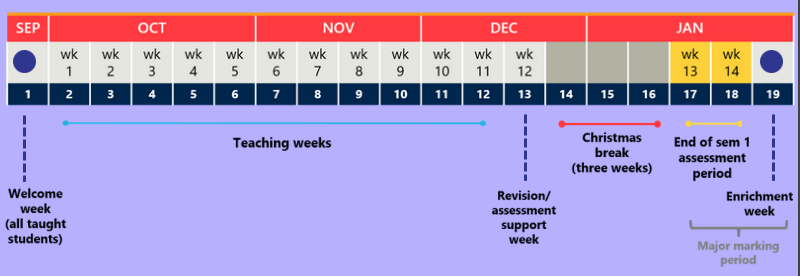 SEP OCT NOV DEC JAN
wk wk wk wk wk wk wk wk wk wk wk wk wk wk
1 2 3 4 5 6 7 8 9 10 11 12 13 14
1 2 3 4 5 6 7 8 9 10 11 12 13 14 15 16 17 18 19
Teaching weeks
Christmas
break
(three weeks)
End of sem 1
assessment
period
Welcome
week
(all taught
students)
Revision/
assessment
support
week
Enrichment
week
Major marking
period